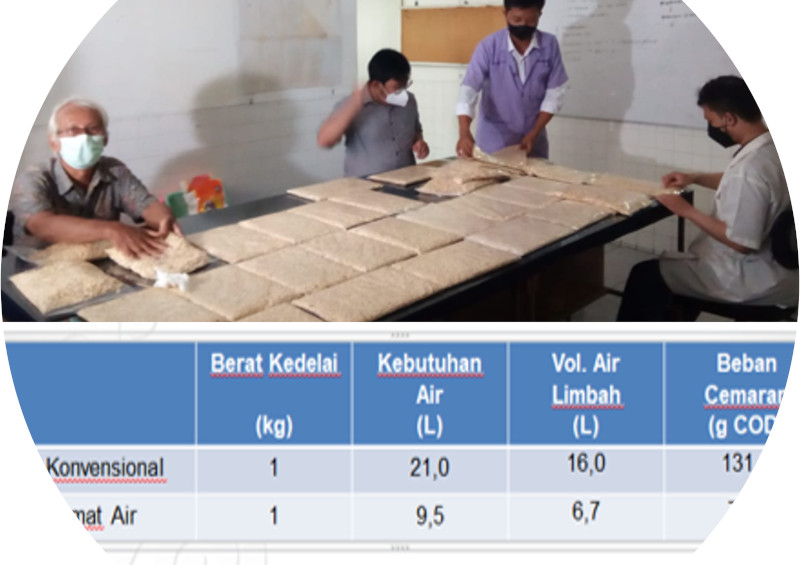 Berat Kedelai Kebutuhan Vol. Air Beban
Air Limbah Cemaran
(kg) (L) (L) (g COD
Konvensional 1 21,0 16,0 131
mat Air 1 9,5 6,7